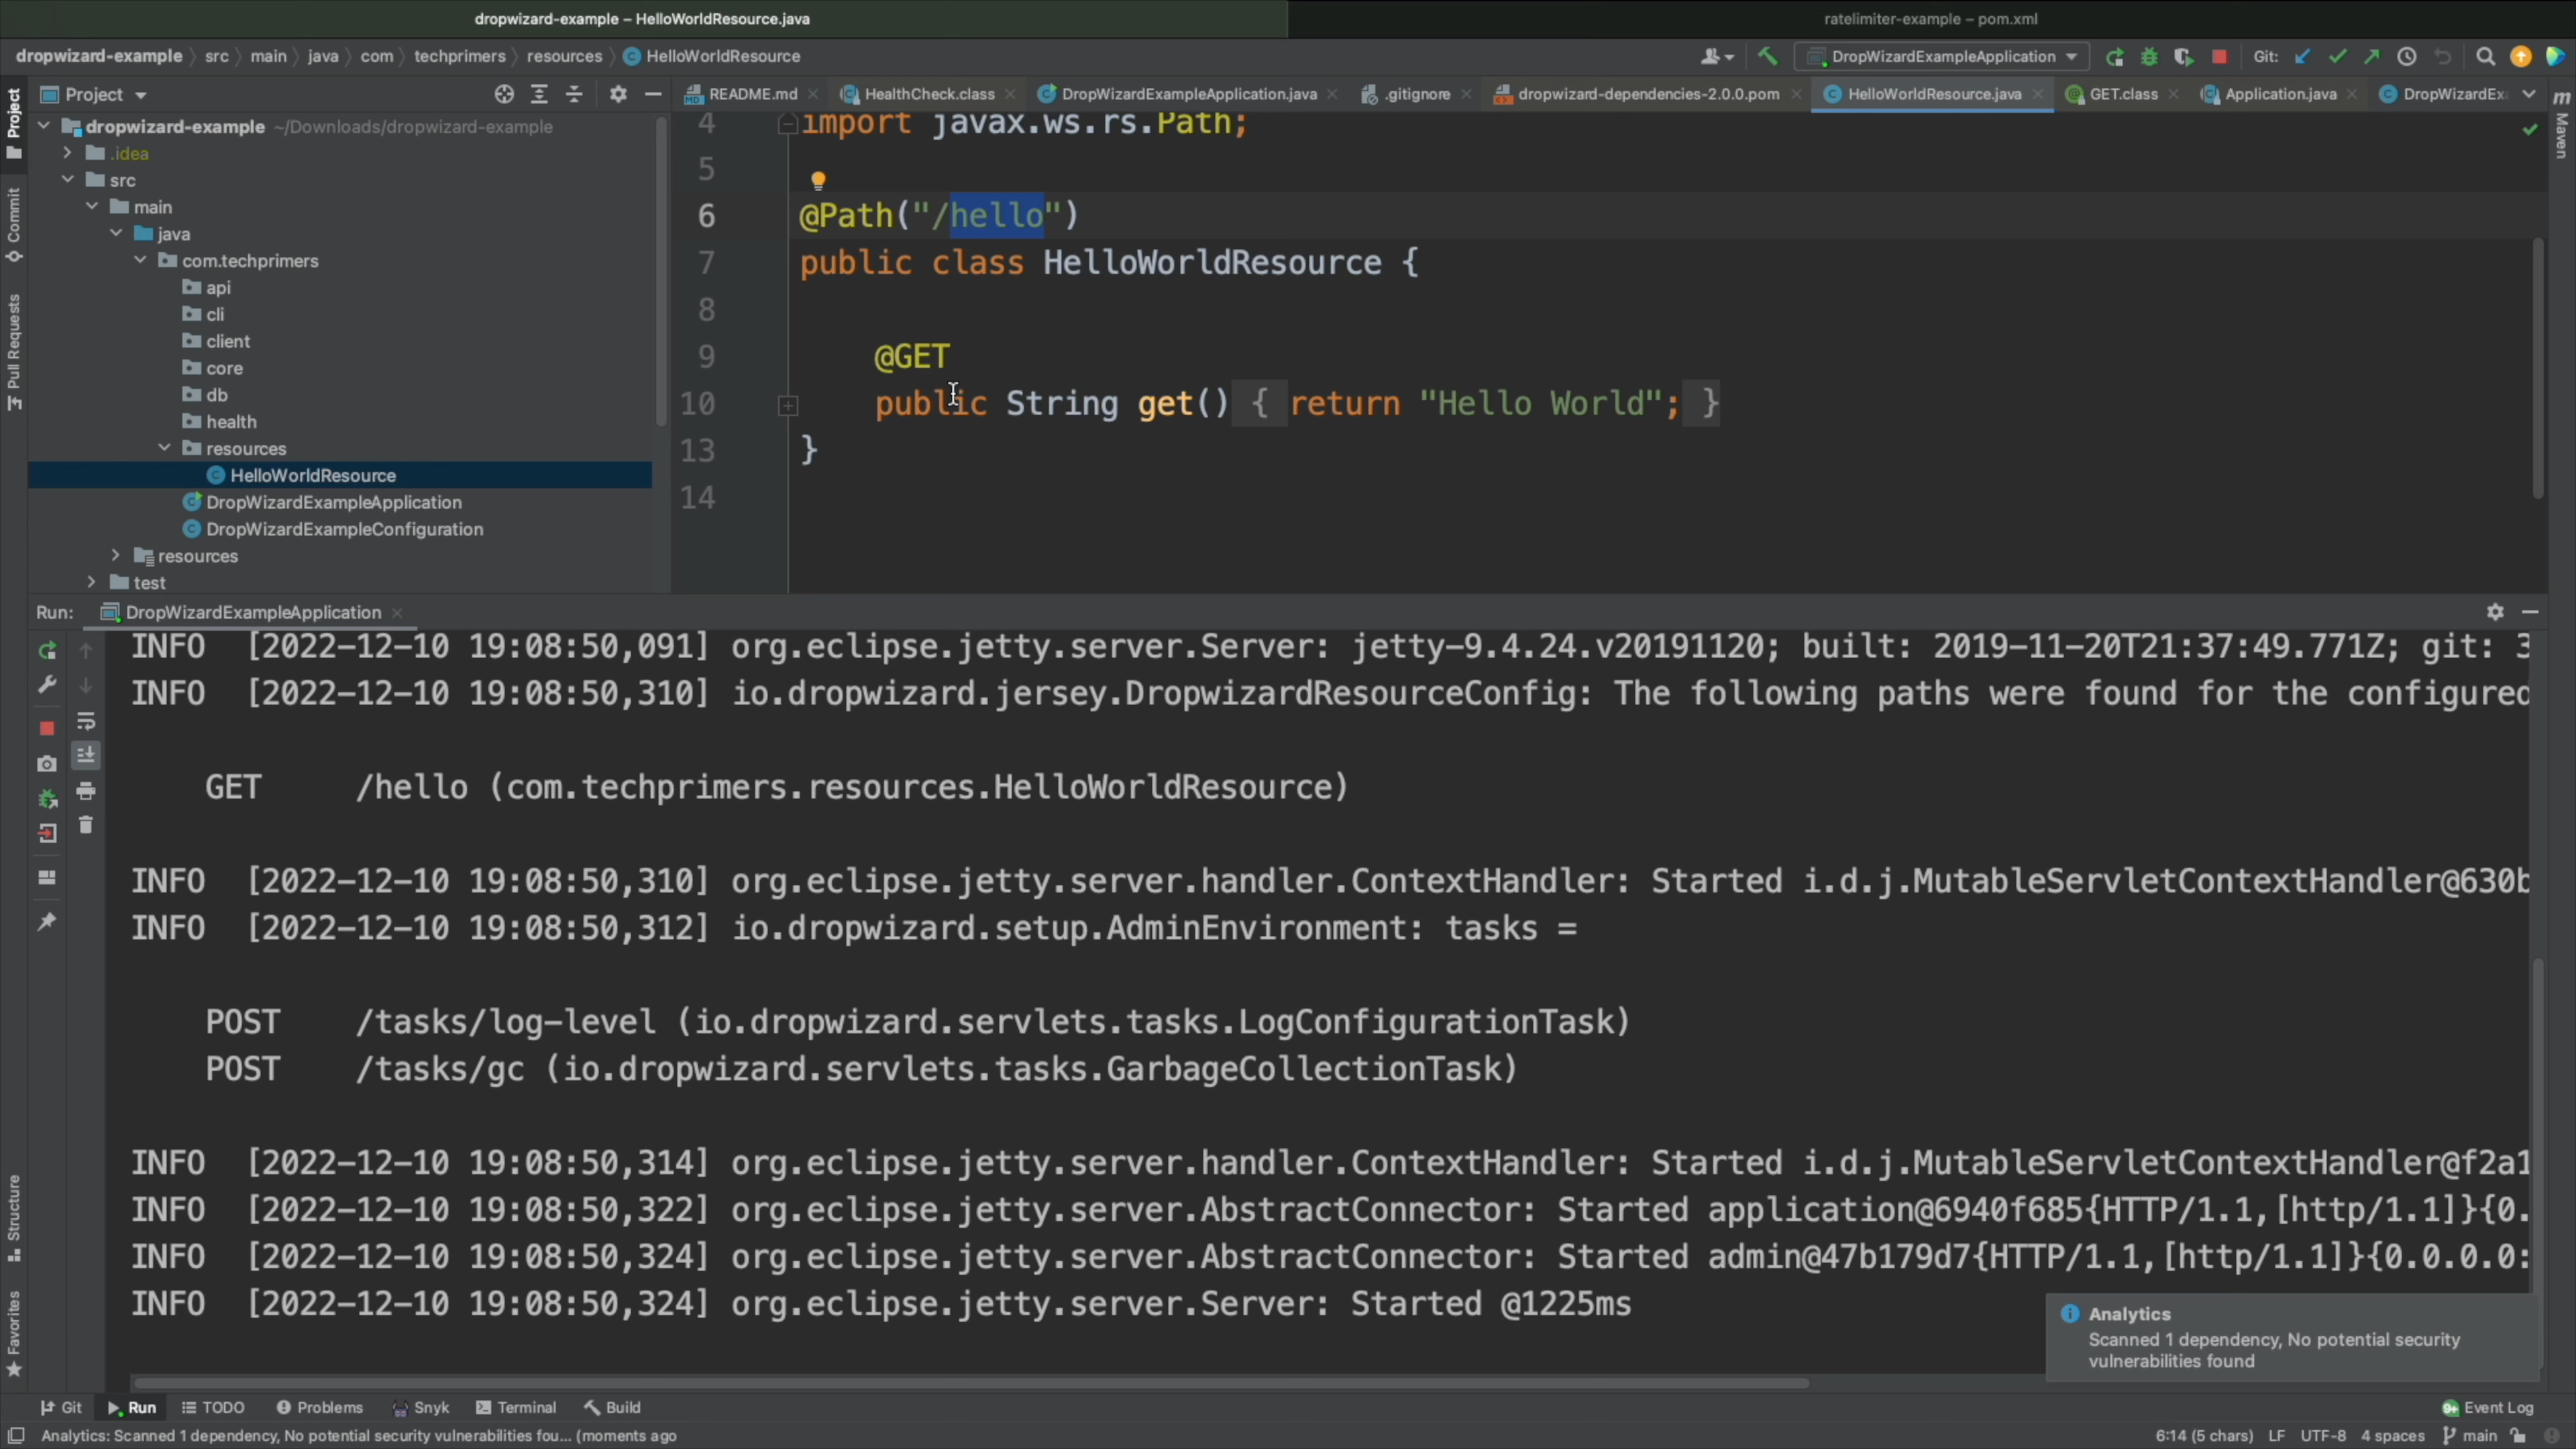 dropwizard-example – HelloWorldResource.java
ratelimiter-example – pom.xml
dropwizard-example
src
main
java
com
techprimers
resources
HelloWorldResource
DropWizardExampleApplication
Git:
Project
README.md
HealthCheck.class
DropWizardExampleApplication.java
.gitignore
dropwizard-dependencies-2.0.0.pom
HelloWorldResource.java
GET.class
Application.java
DropWizardEx
Project
Commit
Pull Requests
Structure
Favorites
Maven
dropwizard-example ~/Downloads/dropwizard-example
.idea
src
main
java
com.techprimers
api
cli
client
core
db
health
resources
HelloWorldResource
DropWizardExampleApplication
DropWizardExampleConfiguration
resources
test
4 import javax.ws.rs.Path;
5
6 @Path("/hello")
7 public class HelloWorldResource {
8
9 @GET
10 public String get() { return "Hello World"; }
13 }
14
Run: DropWizardExampleApplication
INFO [2022-12-10 19:08:50,091] org.eclipse.jetty.server.Server: jetty-9.4.24.v20191120; built: 2019-11-20T21:37:49.771Z; git: 3
INFO [2022-12-10 19:08:50,310] io.dropwizard.jersey.DropwizardResourceConfig: The following paths were found for the configured
GET /hello (com.techprimers.resources.HelloWorldResource)
INFO [2022-12-10 19:08:50,310] org.eclipse.jetty.server.handler.ContextHandler: Started i.d.j.MutableServletContextHandler@630b
INFO [2022-12-10 19:08:50,312] io.dropwizard.setup.AdminEnvironment: tasks =
POST /tasks/log-level (io.dropwizard.servlets.tasks.LogConfigurationTask)
POST /tasks/gc (io.dropwizard.servlets.tasks.GarbageCollectionTask)
INFO [2022-12-10 19:08:50,314] org.eclipse.jetty.server.handler.ContextHandler: Started i.d.j.MutableServletContextHandler@f2a1
INFO [2022-12-10 19:08:50,322] org.eclipse.jetty.server.AbstractConnector: Started application@6940f685{HTTP/1.1,[http/1.1]}{0.
INFO [2022-12-10 19:08:50,324] org.eclipse.jetty.server.AbstractConnector: Started admin@47b179d7{HTTP/1.1,[http/1.1]}{0.0.0.0:
INFO [2022-12-10 19:08:50,324] org.eclipse.jetty.server.Server: Started @1225ms
Analytics
Scanned 1 dependency, No potential security
vulnerabilities found
Git
Run
TODO
Problems
Snyk
Terminal
Build
9+ Event Log
Analytics: Scanned 1 dependency, No potential security vulnerabilities fou... (moments ago
6:14 (5 chars) LF UTF-8 4 spaces main